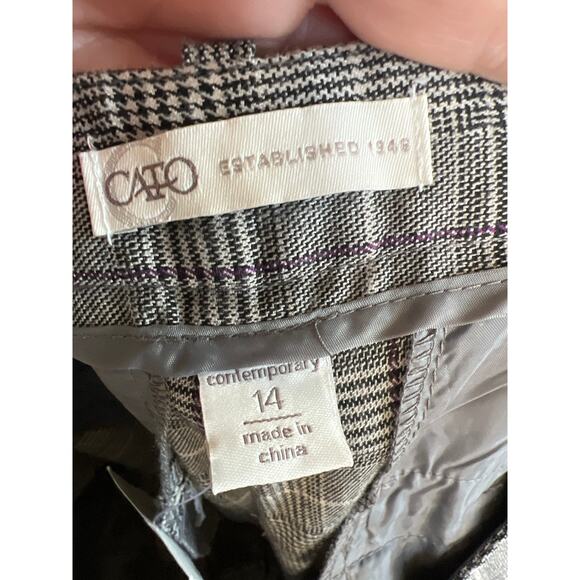 CATO ESTABLISHED 1946
contemporary
14
made in
china